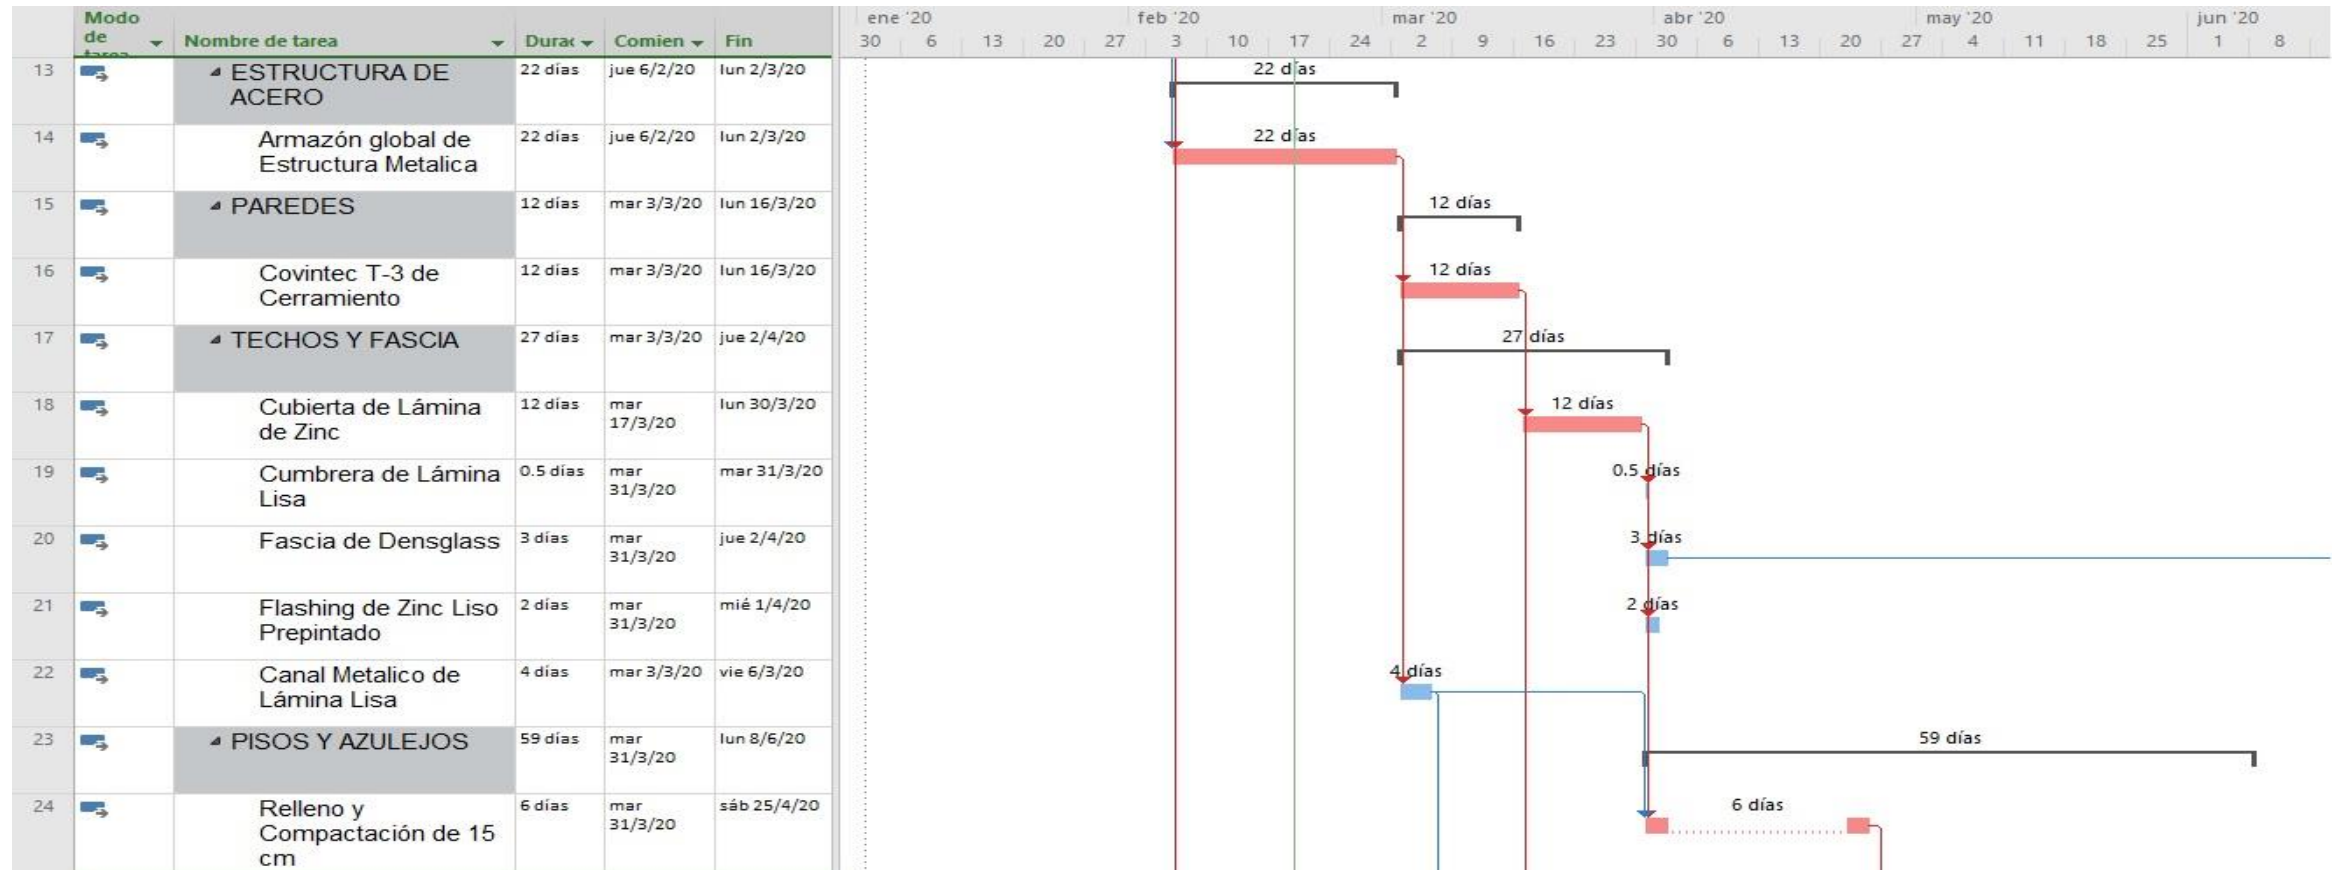 Modo
de
tarea
Nombre de tarea
Durac
Comien
Fin
ene '20
feb '20
mar '20
abr '20
may '20
jun '20
30 6 13 20 27 3 10 17 24 2 9 16 23 30 6 13 20 27 4 11 18 25 1 8
13 ESTRUCTURA DE
ACERO
22 días jue 6/2/20 lun 2/3/20
22 días
14 Armazón global de
Estructura Metalica
22 días jue 6/2/20 lun 2/3/20
22 días
15 PAREDES 12 días mar 3/3/20 lun 16/3/20
12 días
16 Covintec T-3 de
Cerramiento
12 días mar 3/3/20 lun 16/3/20
12 días
17 TECHOS Y FASCIA 27 días mar 3/3/20 jue 2/4/20
27 días
18 Cubierta de Lámina
de Zinc
12 días mar
17/3/20
lun 30/3/20
12 días
19 Cumbrera de Lámina
Lisa
0.5 días mar
31/3/20
mar 31/3/20
0.5 días
20 Fascia de Densglass 3 días mar
31/3/20
jue 2/4/20
3 días
21 Flashing de Zinc Liso
Prepintado
2 días mar
31/3/20
mié 1/4/20
2 días
22 Canal Metalico de
Lámina Lisa
4 días mar 3/3/20 vie 6/3/20
4 días
23 PISOS Y AZULEJOS 59 días mar
31/3/20
lun 8/6/20
59 días
24 Relleno y
Compactación de 15
cm
6 días mar
31/3/20
sáb 25/4/20
6 días